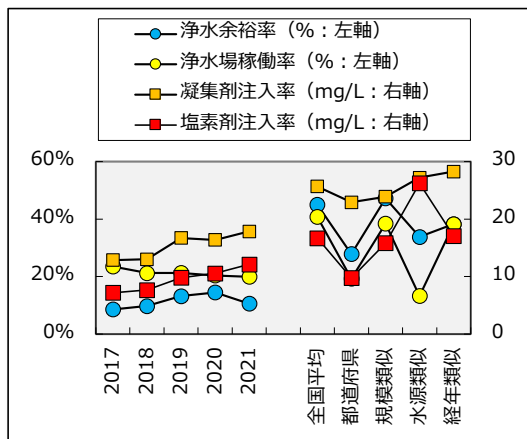 浄水余裕率（%：左軸）
浄水場稼働率（%：左軸）
凝集剤注入率（mg/L：右軸）
塩素剤注入率（mg/L：右軸）
60%
40%
20%
0%
30
20
10
0
2017
2018
2019
2020
2021
全国平均
都道府県
規模類似
水源類似
経年類似